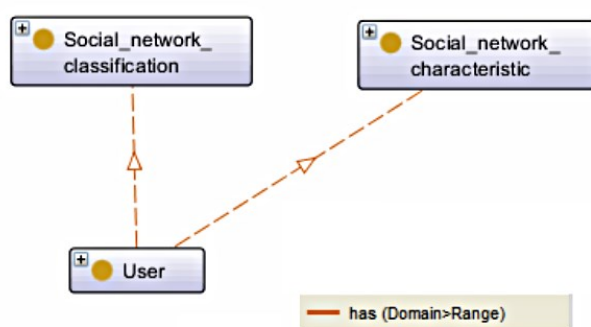 Social_network_
classification
Social_network_
characteristic
User
has (Domain>Range)